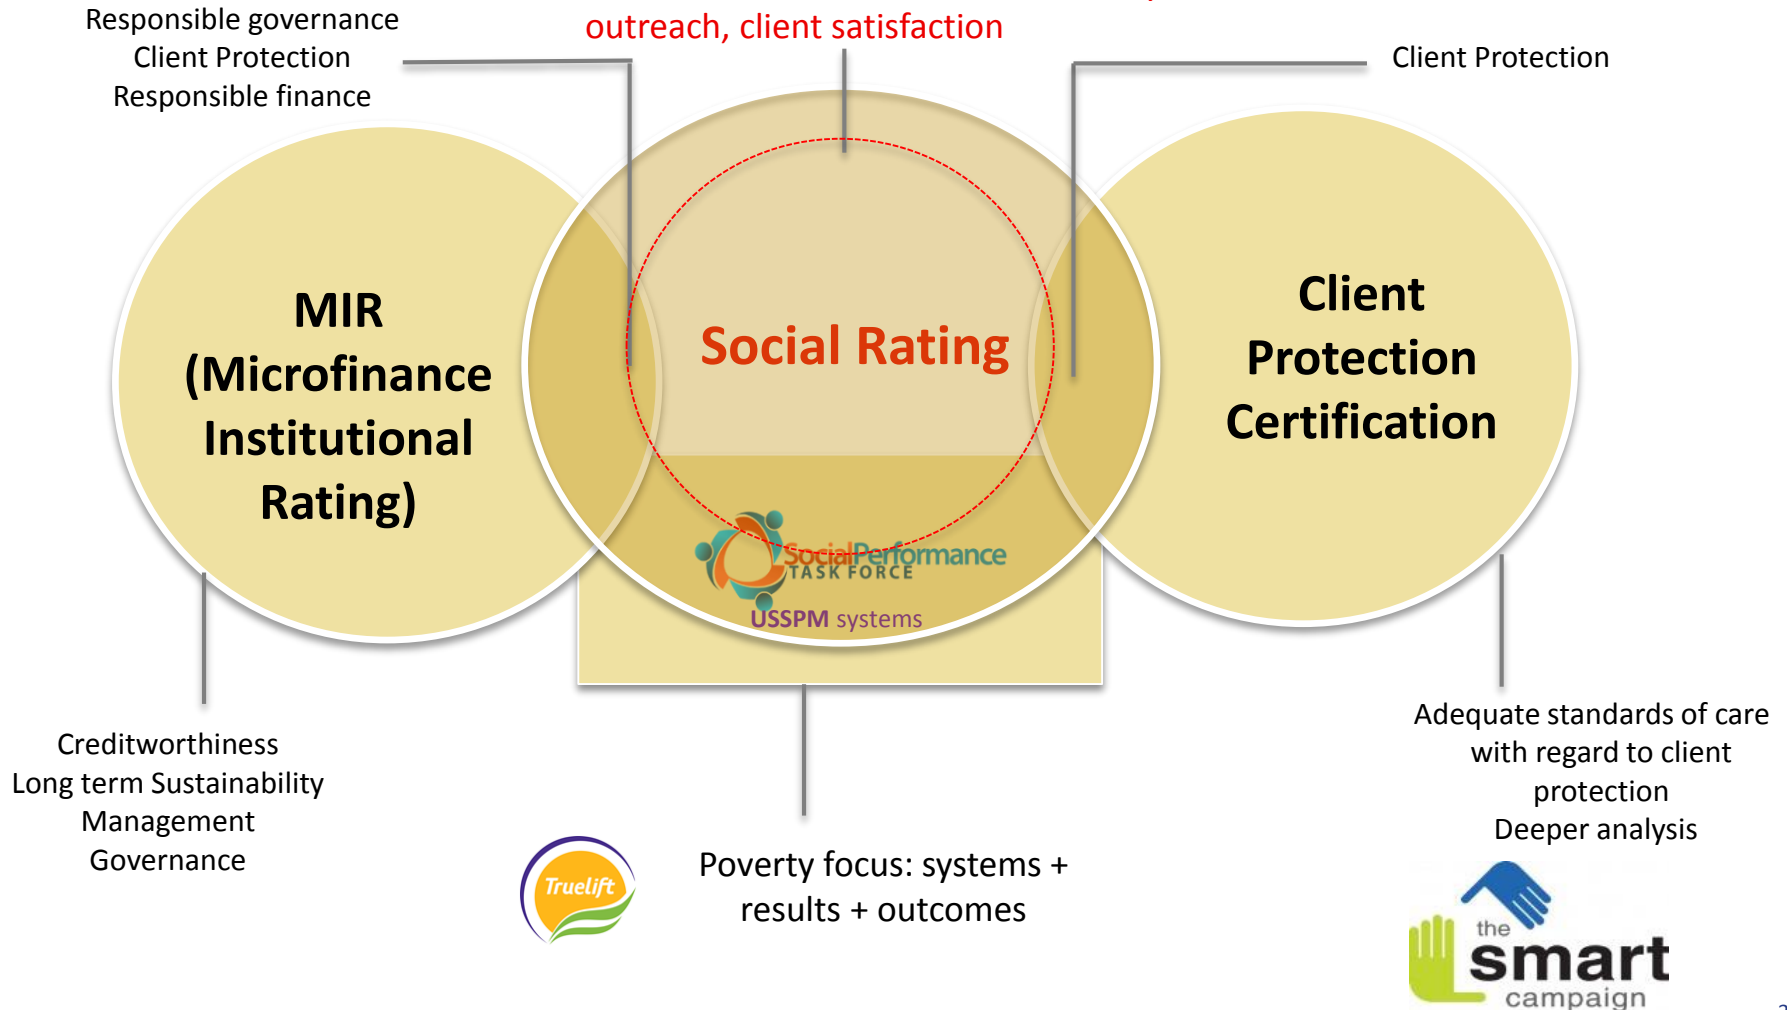 Responsible governance
Client Protection
Responsible finance
outreach, client satisfaction
Client Protection
MIR
(Microfinance
Institutional
Rating)
Social Rating
Client
Protection
Certification
SocialPerformance
TASK FORCE
USSPM systems
Creditworthiness
Long term Sustainability
Management
Governance
Truelift
Poverty focus: systems +
results + outcomes
Adequate standards of care
with regard to client
protection
Deeper analysis
the
smart
campaign